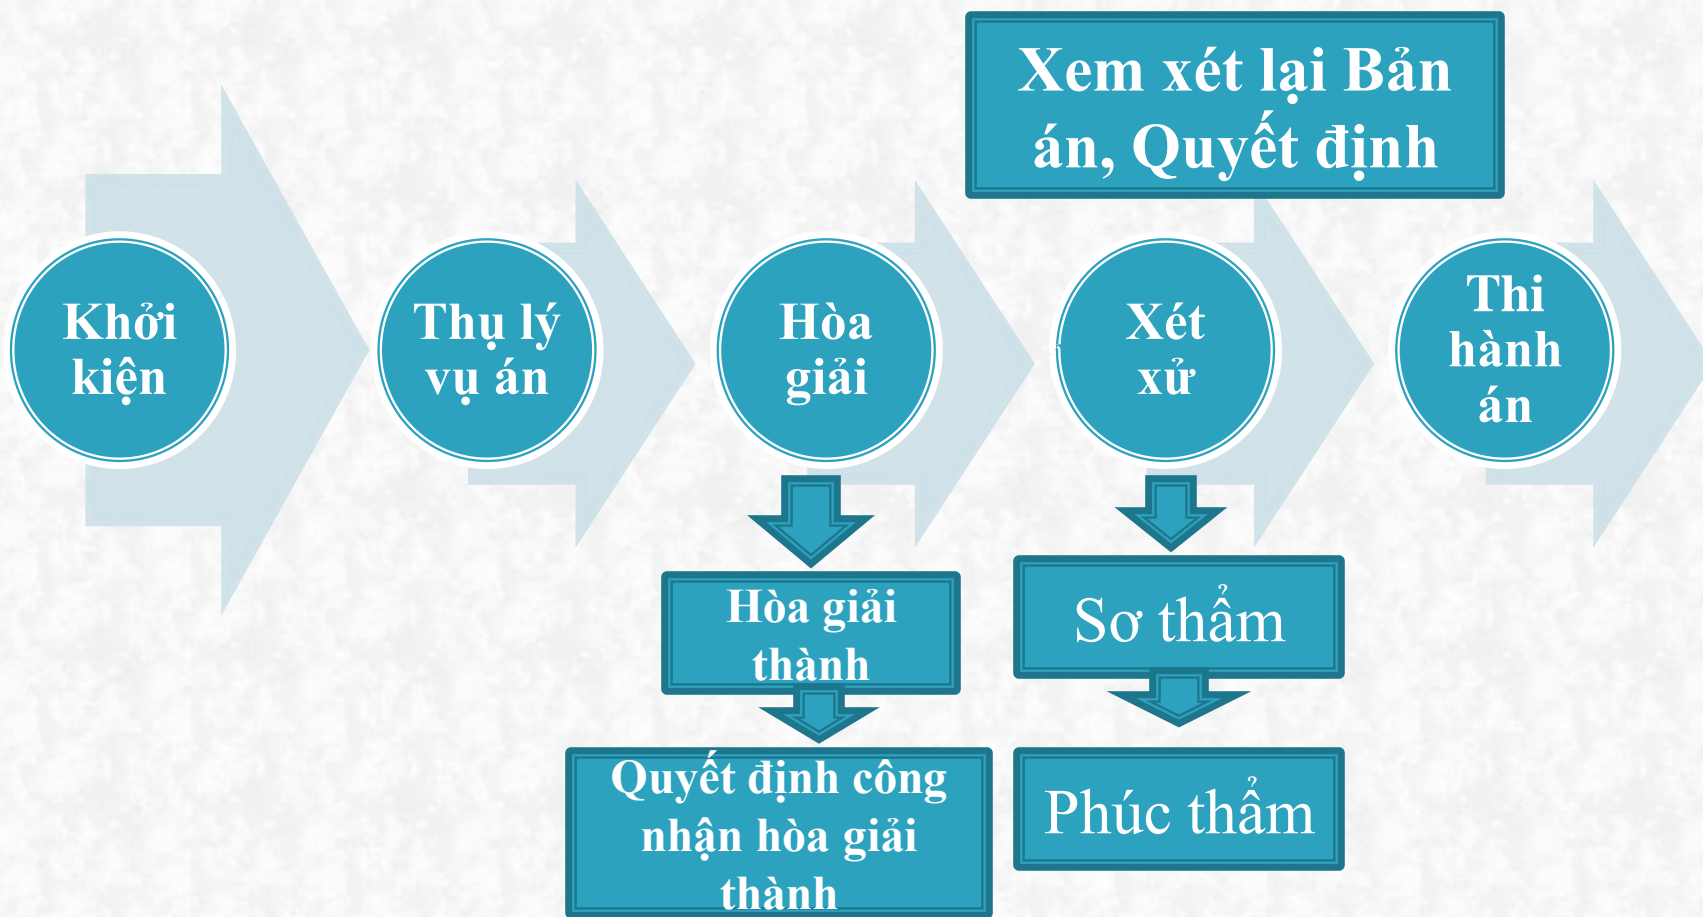 Xem xét lại Bản
án, Quyết định
Khởi
kiện
Thụ lý
vụ án
Hòa
giải
Xét
xử
Thi
hành
án
Hòa giải
thành
Quyết định công
nhận hòa giải
thành
Sơ thẩm
Phúc thẩm